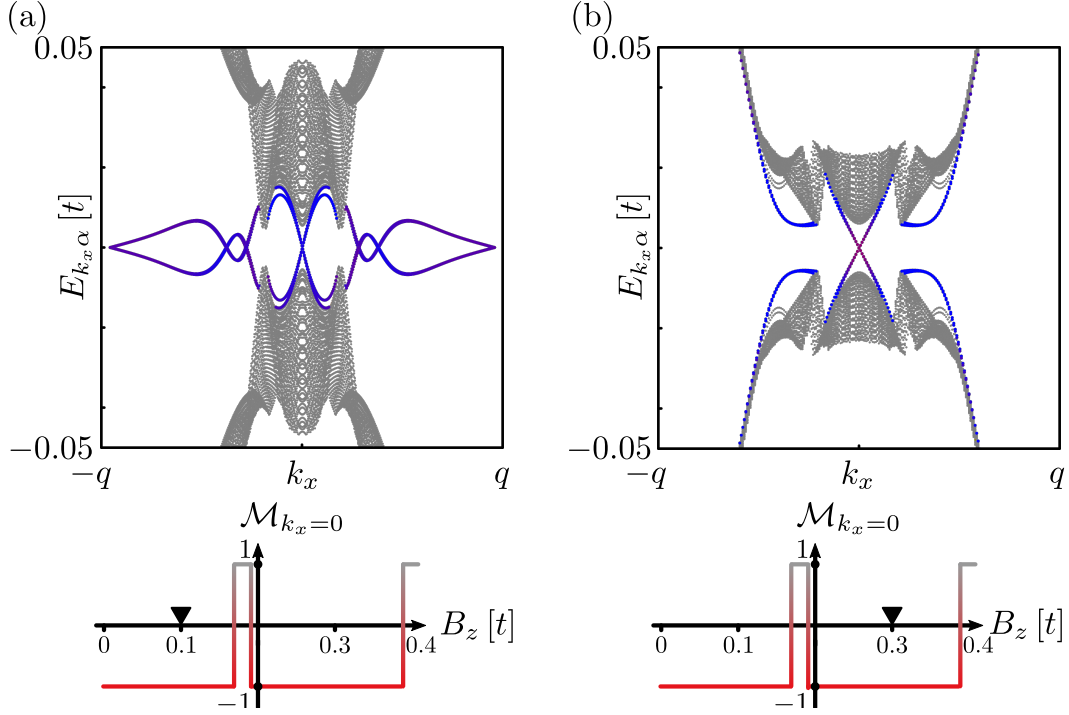 (a)
0.05
E_{k_x α} [t]
−0.05
−q k_x q
M_{k_x=0}
1
B_z [t]
0 0.1 0.3 0.4
−1
(b)
0.05
E_{k_x α} [t]
−0.05
−q k_x q
M_{k_x=0}
1
B_z [t]
0 0.1 0.3 0.4
−1